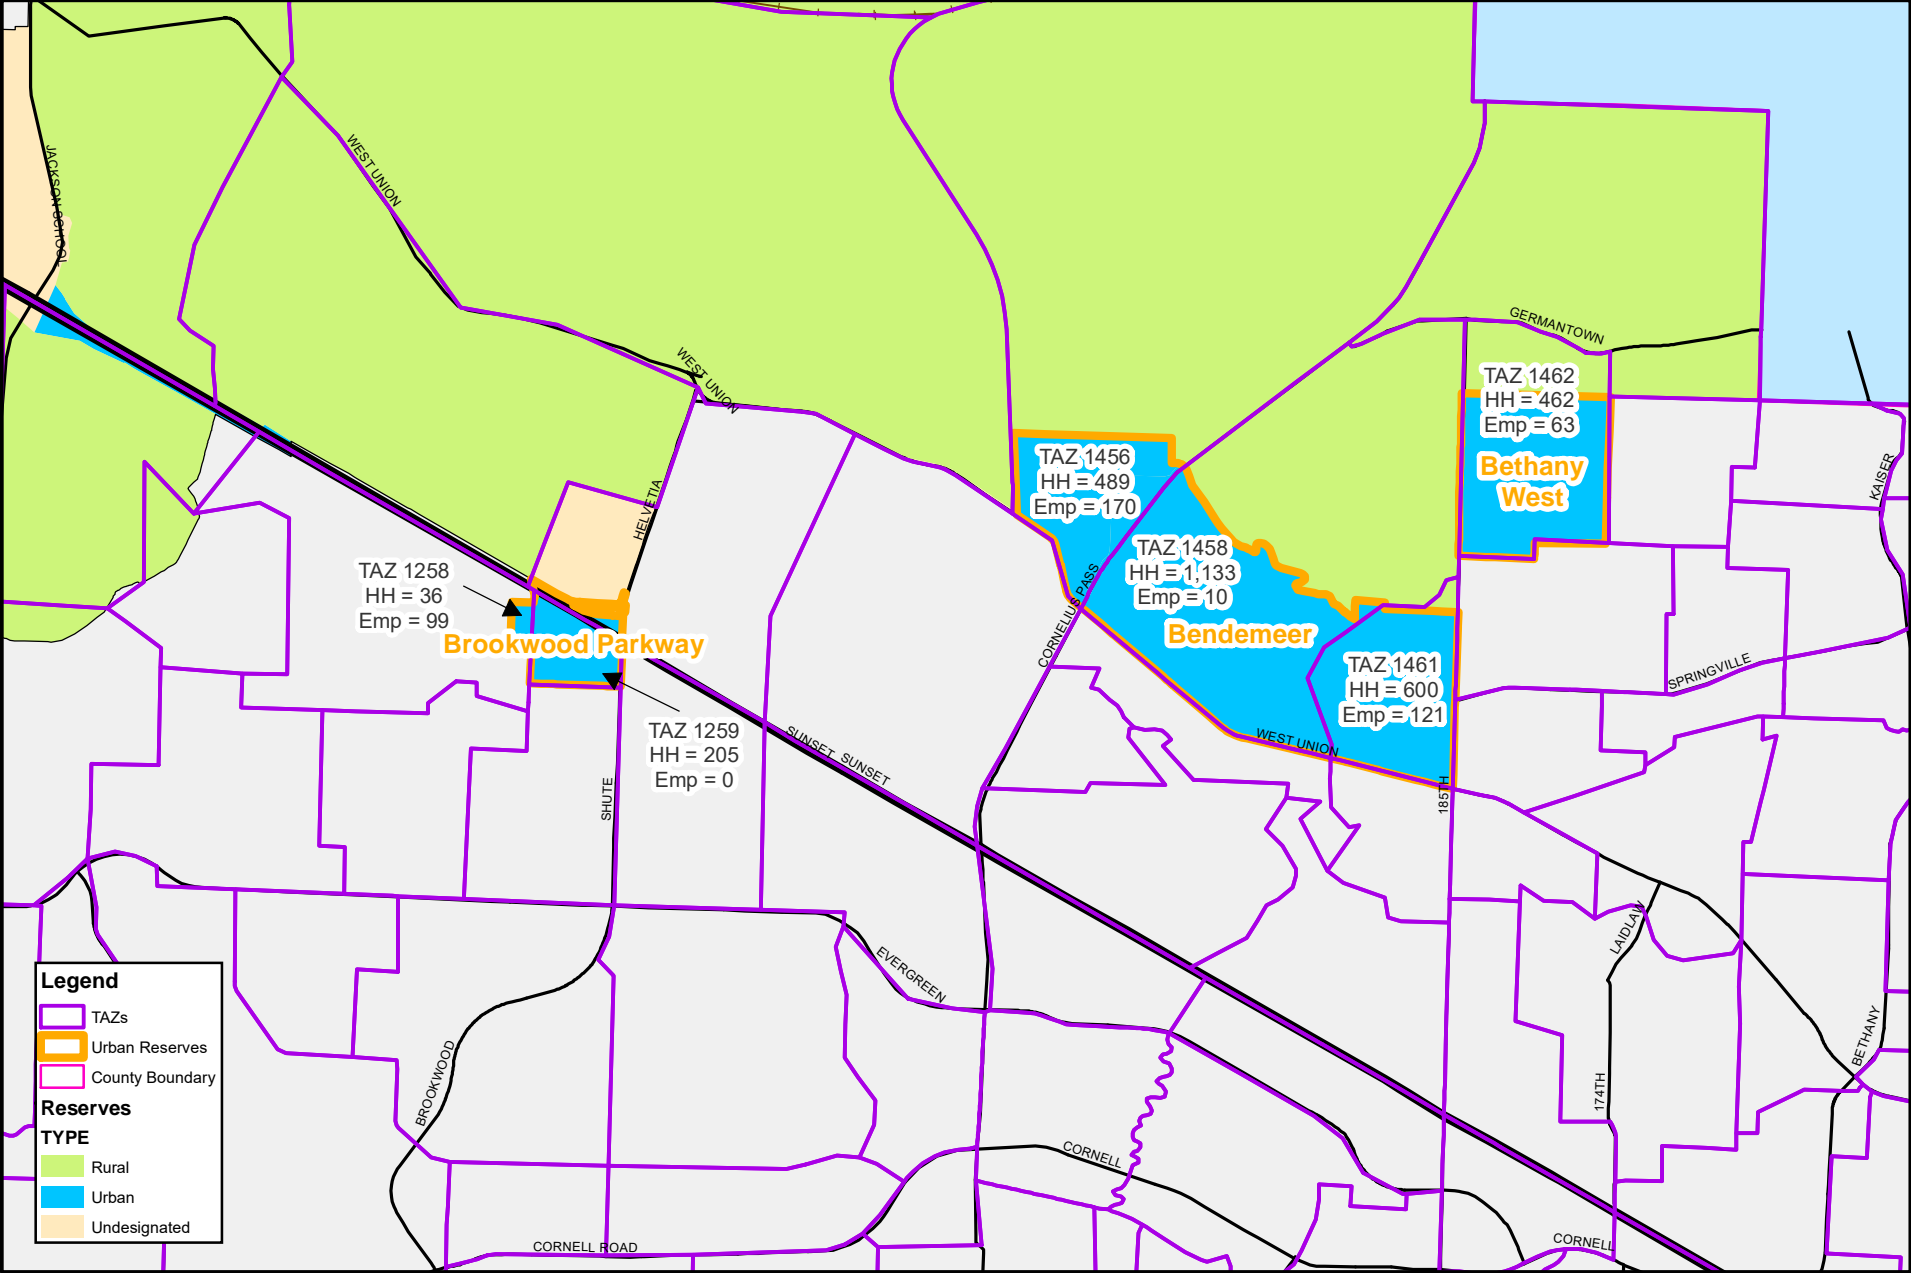 JACKSON SCHOOL
WEST UNION
WEST UNION
HELVETIA
GERMANTOWN
TAZ 1462
HH = 462
Emp = 63
Bethany
West
KAISER
TAZ 1456
HH = 489
Emp = 170
TAZ 1458
HH = 1,133
Emp = 10
Bendemeer
CORNELIUS PASS
TAZ 1258
HH = 36
Emp = 99
Brookwood Parkway
TAZ 1461
HH = 600
Emp = 121
SPRINGVILLE
TAZ 1259
HH = 205
Emp = 0
SUNSET SUNSET
WEST UNION
185TH
SHUTE
EVERGREEN
LAIDLAW
BETHANY
174TH
BROOKWOOD
CORNELL
CORNELL ROAD
CORNELL
Legend
TAZs
Urban Reserves
County Boundary
Reserves
TYPE
Rural
Urban
Undesignated